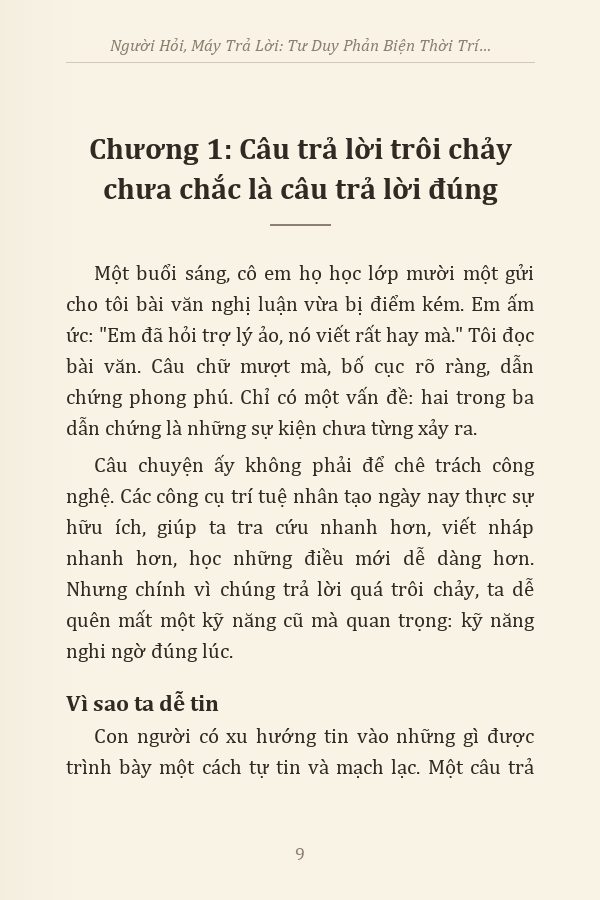 Người Hỏi, Máy Trả Lời: Tư Duy Phản Biện Thời Trí...
Chương 1: Câu trả lời trôi chảy
chưa chắc là câu trả lời đúng
Một buổi sáng, cô em họ học lớp mười một gửi
cho tôi bài văn nghị luận vừa bị điểm kém. Em ấm
ức: "Em đã hỏi trợ lý ảo, nó viết rất hay mà." Tôi đọc
bài văn. Câu chữ mượt mà, bố cục rõ ràng, dẫn
chứng phong phú. Chỉ có một vấn đề: hai trong ba
dẫn chứng là những sự kiện chưa từng xảy ra.
Câu chuyện ấy không phải để chê trách công
nghệ. Các công cụ trí tuệ nhân tạo ngày nay thực sự
hữu ích, giúp ta tra cứu nhanh hơn, viết nháp
nhanh hơn, học những điều mới dễ dàng hơn.
Nhưng chính vì chúng trả lời quá trôi chảy, ta dễ
quên mất một kỹ năng cũ mà quan trọng: kỹ năng
nghi ngờ đúng lúc.
Vì sao ta dễ tin
Con người có xu hướng tin vào những gì được
trình bày một cách tự tin và mạch lạc. Một câu trả
9